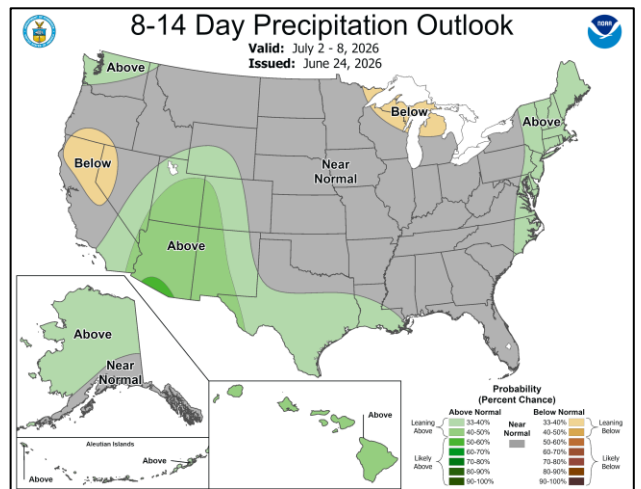 8-14 Day Precipitation Outlook
Valid: July 2 - 8, 2026
Issued: June 24, 2026
NOAA
Above
Below
Below
Above
Near
Normal
Above
Above
Near
Normal
Aleutian Islands
Above
Above
Above
Probability
(Percent Chance)
Above Normal
Below Normal
Leaning
Above
33-40%
40-50%
Near
Normal
33-40%
40-50%
Leaning
Below
Likely
Above
50-60%
60-70%
70-80%
80-90%
90-100%
50-60%
60-70%
70-80%
80-90%
90-100%
Likely
Below